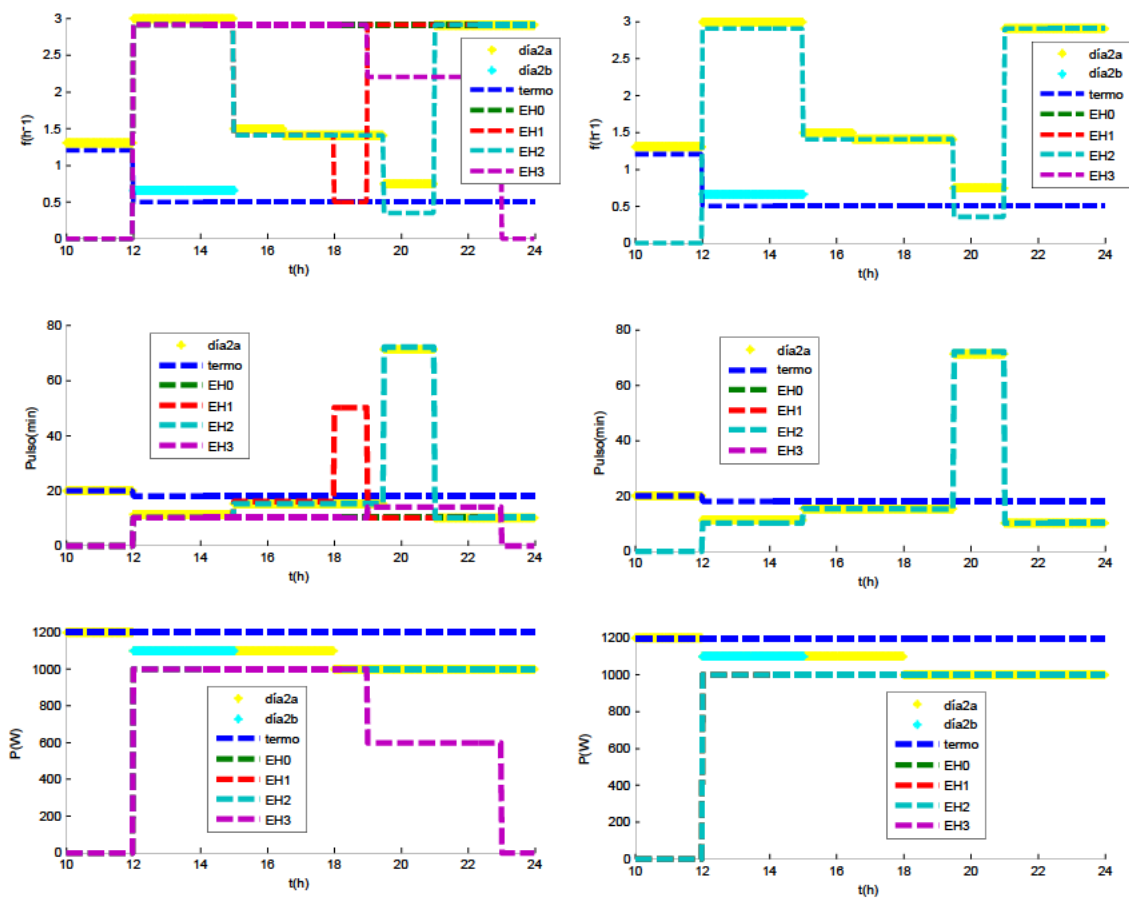 f(h⁻¹)
3
2.5
2
1.5
1
0.5
0
10 12 14 16 18 20 22 24
t(h)
día2a
día2b
termo
EH0
EH1
EH2
EH3
f(h⁻¹)
3
2.5
2
1.5
1
0.5
0
10 12 14 16 18 20 22 24
t(h)
día2a
día2b
termo
EH0
EH1
EH2
EH3
Pulso(min)
80
60
40
20
0
10 12 14 16 18 20 22 24
t(h)
día2a
termo
EH0
EH1
EH2
EH3
Pulso(min)
80
60
40
20
0
10 12 14 16 18 20 22 24
t(h)
día2a
termo
EH0
EH1
EH2
EH3
P(W)
1200
1000
800
600
400
200
0
10 12 14 16 18 20 22 24
t(h)
día2a
día2b
termo
EH0
EH1
EH2
EH3
P(W)
1200
1000
800
600
400
200
0
10 12 14 16 18 20 22 24
t(h)
día2a
día2b
termo
EH0
EH1
EH2
EH3